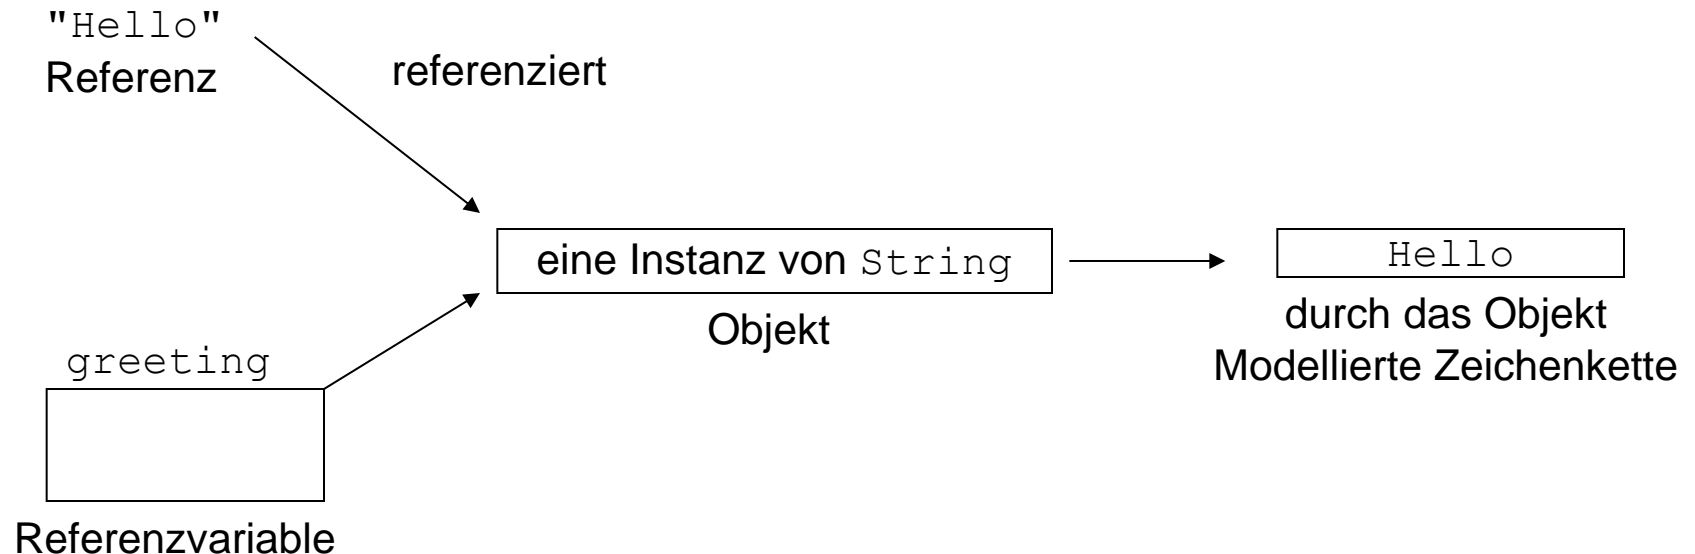 "Hello"
Referenz
referenziert
eine Instanz von String
Objekt
Hello
durch das Objekt
Modellierte Zeichenkette
greeting
Referenzvariable